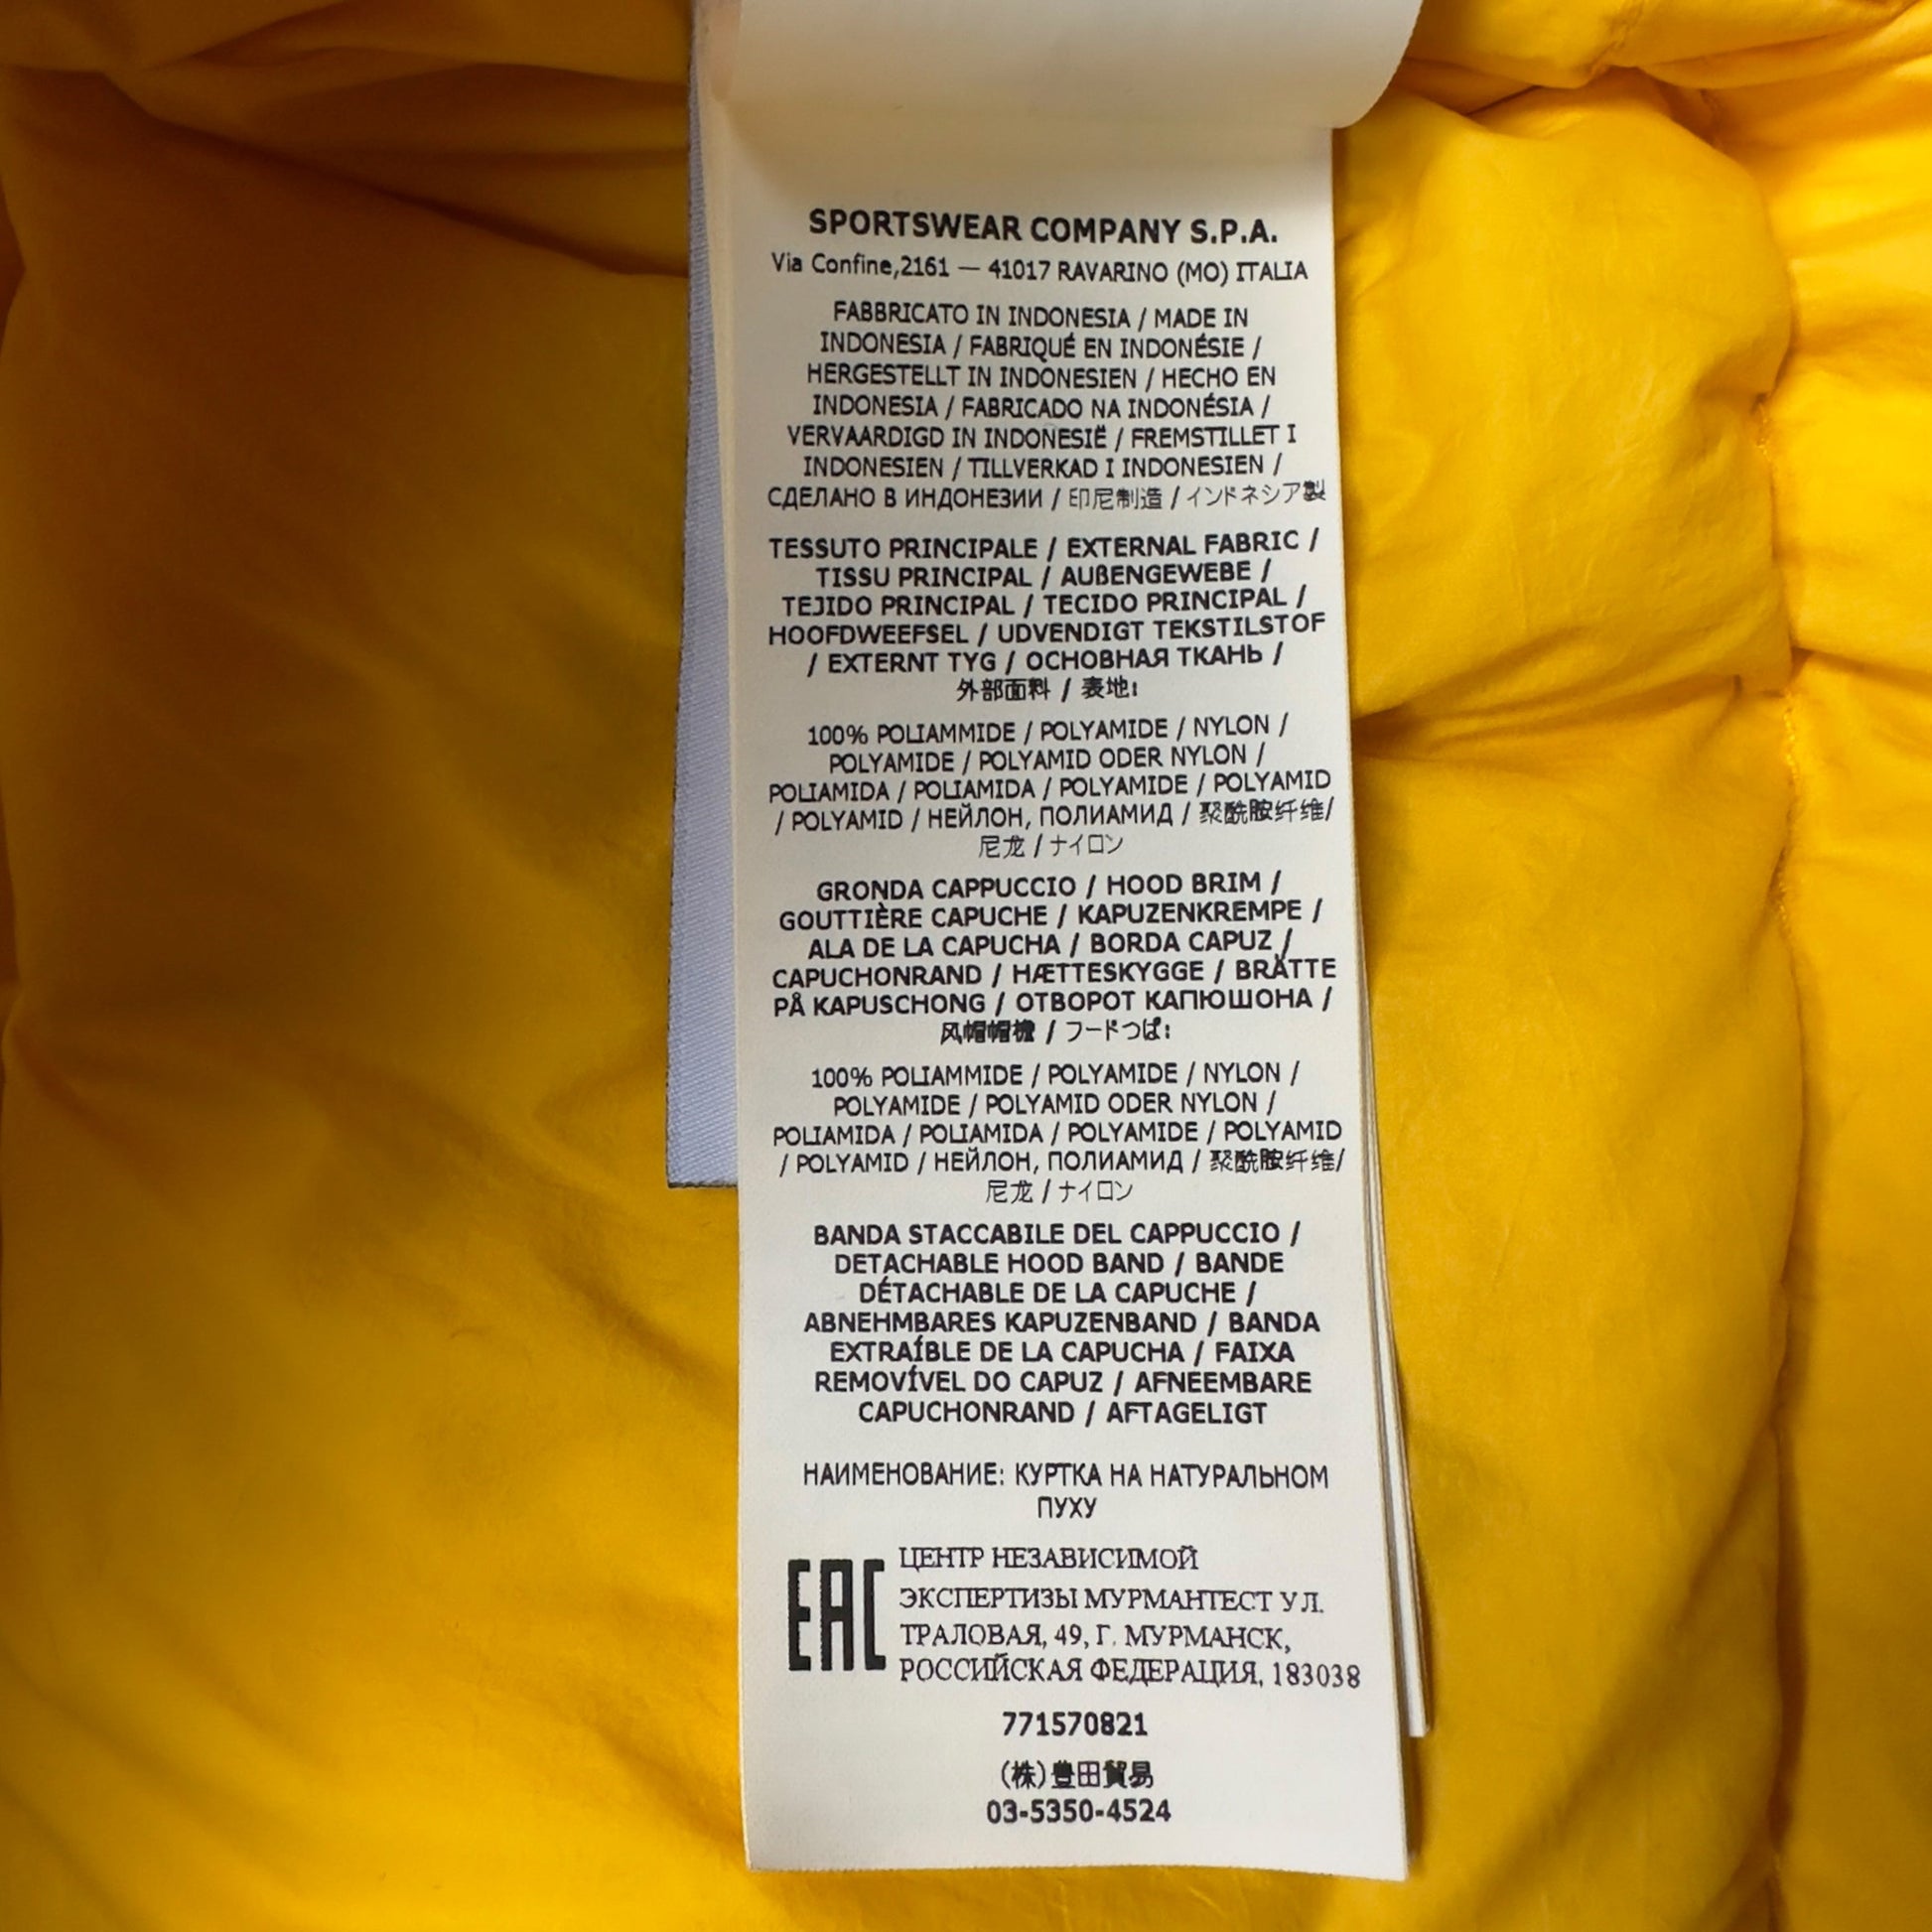 SPORTSWEAR COMPANY S.P.A.
Via Confine,2161 — 41017 RAVARINO (MO) ITALIA
FABBRICATO IN INDONESIA / MADE IN
INDONESIA / FABRIQUÉ EN INDONÉSIE /
HERGESTELLT IN INDONESIEN / HECHO EN
INDONESIA / FABRICADO NA INDONÉSIA /
VERVAARDIGD IN INDONESIË / FREMSTILLET I
INDONESIEN / TILLVERKAD I INDONESIEN /
СДЕЛАНО В ИНДОНЕЗИИ / 印尼制造 / インドネシア製
TESSUTO PRINCIPALE / EXTERNAL FABRIC /
TISSU PRINCIPAL / AUßENGEWEBE /
TEJIDO PRINCIPAL / TECIDO PRINCIPAL /
HOOFDWEEFSEL / UDVENDIGT TEKSTILSTOF
/ EXTERNT TYG / ОСНОВНАЯ ТКАНЬ /
外部面料 / 表地:
100% POLIAMMIDE / POLYAMIDE / NYLON /
POLYAMIDE / POLYAMID ODER NYLON /
POLIAMIDA / POLIAMIDA / POLYAMIDE / POLYAMID
/ POLYAMID / НЕЙЛОН, ПОЛИАМИД / 聚酰胺纤维/
尼龙 / ナイロン
GRONDA CAPPUCCIO / HOOD BRIM /
GOUTTIÈRE CAPUCHE / KAPUZENKREMPE /
ALA DE LA CAPUCHA / BORDA CAPUZ /
CAPUCHONRAND / HÆTTESKYGGE / BRÄTTE
PÅ KAPUSCHONG / ОТВОРОТ КАПЮШОНА /
风帽帽檐 / フードつば:
100% POLIAMMIDE / POLYAMIDE / NYLON /
POLYAMIDE / POLYAMID ODER NYLON /
POLIAMIDA / POLIAMIDA / POLYAMIDE / POLYAMID
/ POLYAMID / НЕЙЛОН, ПОЛИАМИД / 聚酰胺纤维/
尼龙 / ナイロン
BANDA STACCABILE DEL CAPPUCCIO /
DETACHABLE HOOD BAND / BANDE
DÉTACHABLE DE LA CAPUCHE /
ABNEHMBARES KAPUZENBAND / BANDA
EXTRAÍBLE DE LA CAPUCHA / FAIXA
REMOVÍVEL DO CAPUZ / AFNEEMBARE
CAPUCHONRAND / AFTAGELIGT
НАИМЕНОВАНИЕ: КУРТКА НА НАТУРАЛЬНОМ
ПУХУ
EAC
ЦЕНТР НЕЗАВИСИМОЙ
ЭКСПЕРТИЗЫ МУРМАНТЕСТ УЛ.
ТРАЛОВАЯ, 49, Г. МУРМАНСК,
РОССИЙСКАЯ ФЕДЕРАЦИЯ, 183038
771570821
(株)豊田貿易
03-5350-4524